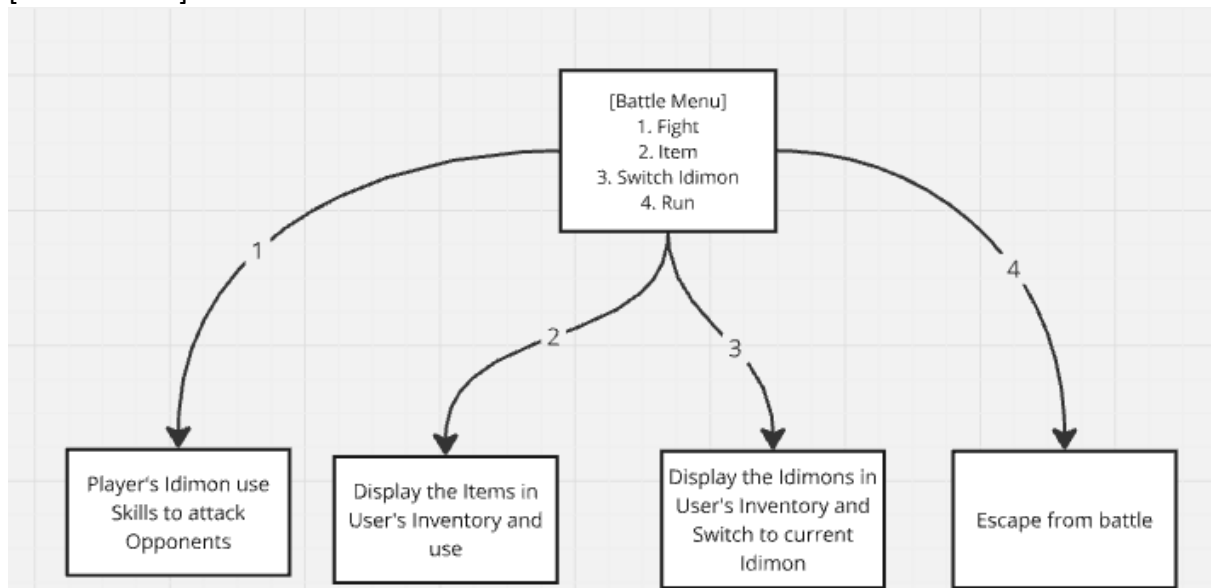 [Battle Menu]
1. Fight
2. Item
3. Switch Idimon
4. Run
1
2
3
4
Player's Idimon use
Skills to attack
Opponents
Display the Items in
User's Inventory and
use
Display the Idimons in
User's Inventory and
Switch to current
Idimon
Escape from battle